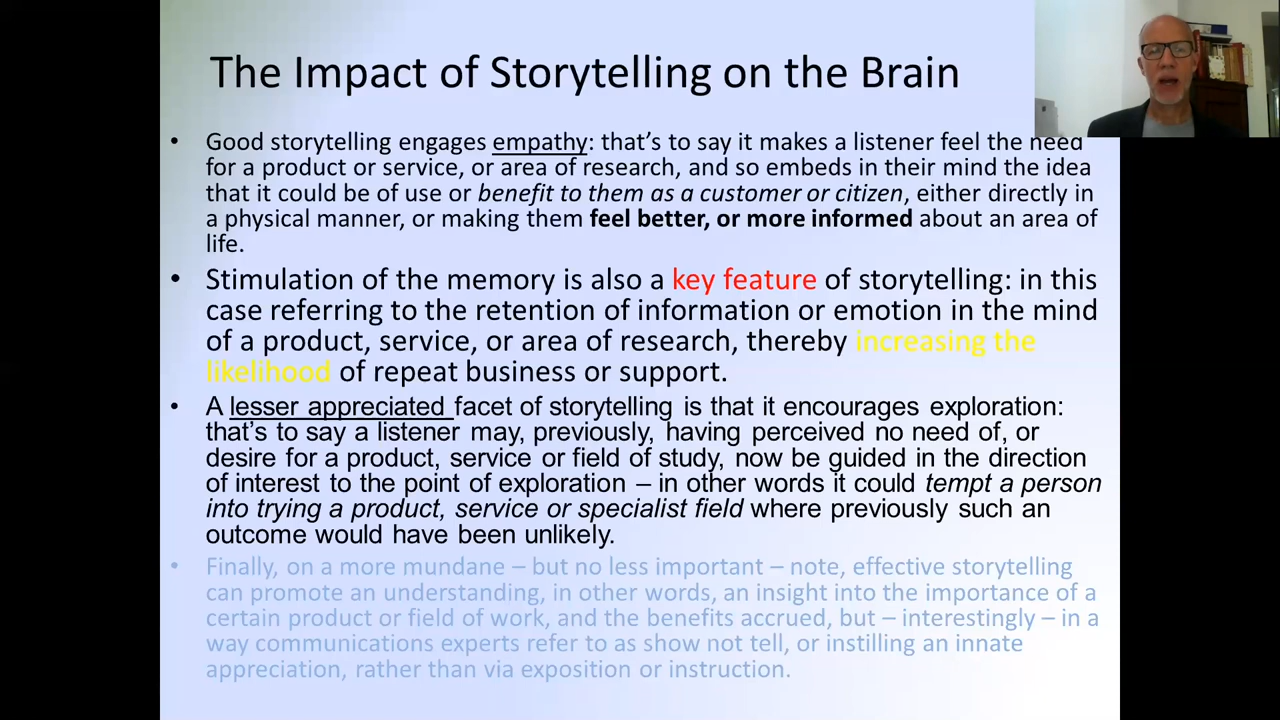 The Impact of Storytelling on the Brain
• Good storytelling engages empathy: that's to say it makes a listener feel the need
for a product or service, or area of research, and so embeds in their mind the idea
that it could be of use or benefit to them as a customer or citizen, either directly in
a physical manner, or making them feel better, or more informed about an area of
life.
• Stimulation of the memory is also a key feature of storytelling: in this
case referring to the retention of information or emotion in the mind
of a product, service, or area of research, thereby increasing the
likelihood of repeat business or support.
• A lesser appreciated facet of storytelling is that it encourages exploration:
that's to say a listener may, previously, having perceived no need of, or
desire for a product, service or field of study, now be guided in the direction
of interest to the point of exploration – in other words it could tempt a person
into trying a product, service or specialist field where previously such an
outcome would have been unlikely.
• Finally, on a more mundane – but no less important – note, effective storytelling
can promote an understanding, in other words, an insight into the importance of a
certain product or field of work, and the benefits accrued, but – interestingly – in a
way communications experts refer to as show not tell, or instilling an innate
appreciation, rather than via exposition or instruction.